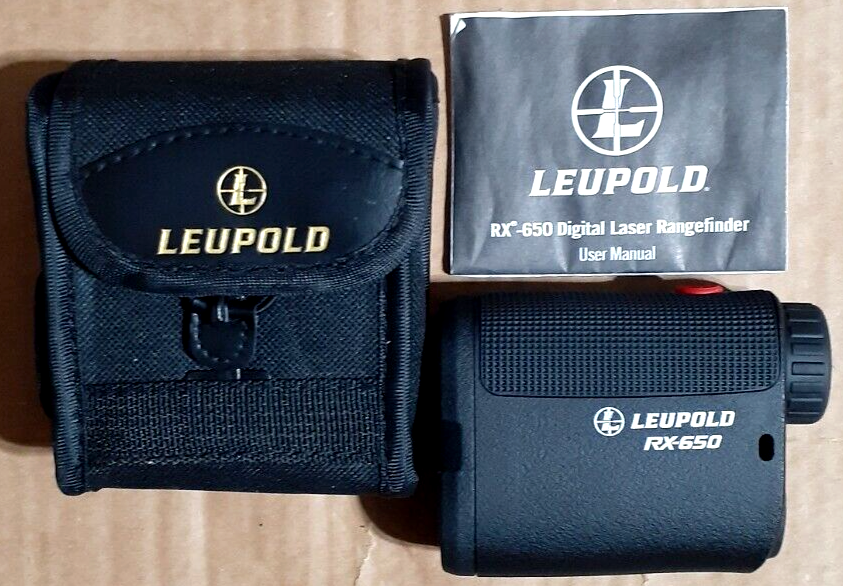 LEUPOLD
LEUPOLD®
RX®-650 Digital Laser Rangefinder
User Manual
LEUPOLD
RX-650